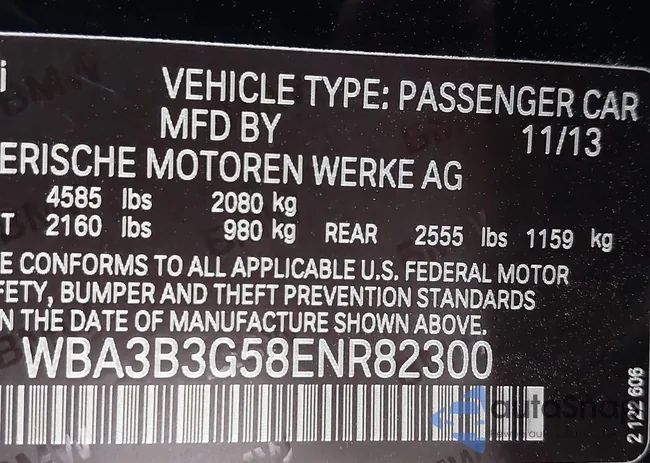 i
VEHICLE TYPE: PASSENGER CAR
MFD BY 11/13
ERISCHE MOTOREN WERKE AG
4585 lbs 2080 kg
T 2160 lbs 980 kg REAR 2555 lbs 1159 kg
E CONFORMS TO ALL APPLICABLE U.S. FEDERAL MOTOR
FETY, BUMPER AND THEFT PREVENTION STANDARDS
N THE DATE OF MANUFACTURE SHOWN ABOVE.
WBA3B3G58ENR82300
2 122 606